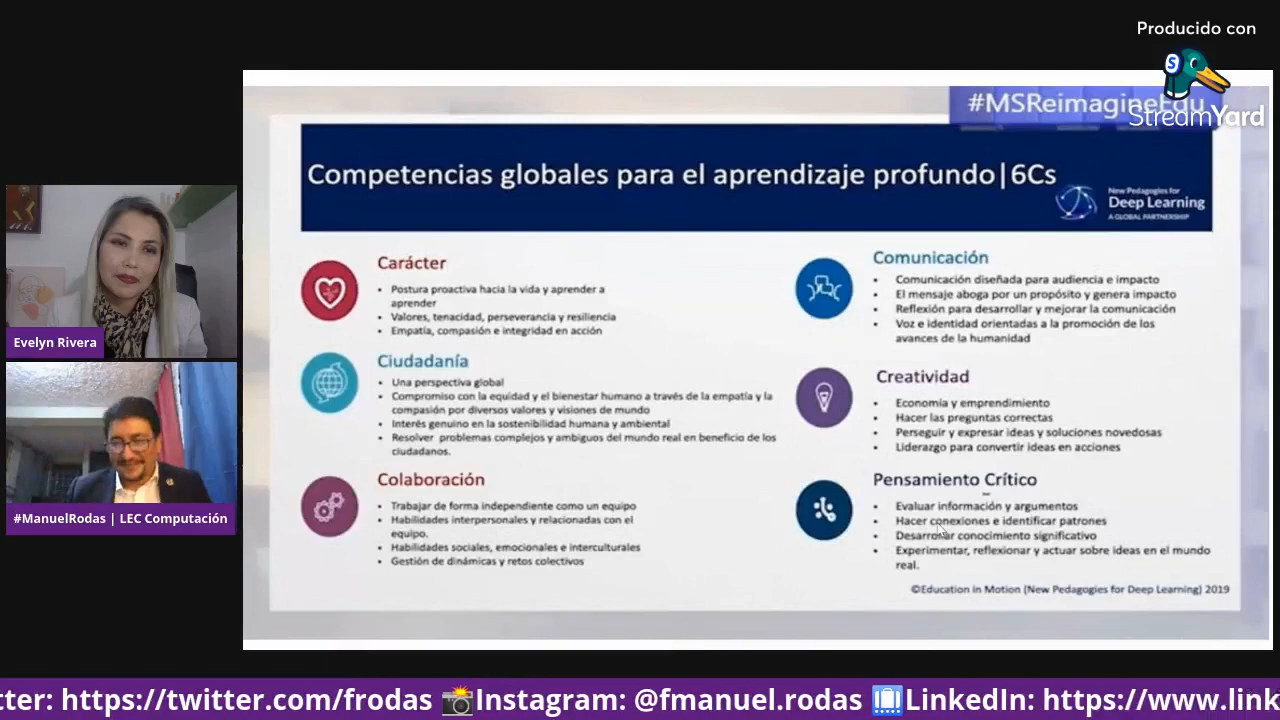 Producido con
StreamYard
#MSReimagineEdu
Competencias globales para el aprendizaje profundo|6Cs
New Pedagogies for
Deep Learning
A GLOBAL PARTNERSHIP
Carácter
• Postura proactiva hacia la vida y aprender a
aprender
• Valores, tenacidad, perseverancia y resiliencia
• Empatía, compasión e integridad en acción
Ciudadanía
• Una perspectiva global
• Compromiso con la equidad y el bienestar humano a través de la empatía y la
compasión por diversos valores y visiones de mundo
• Interés genuino en la sostenibilidad humana y ambiental
• Resolver problemas complejos y ambiguos del mundo real en beneficio de los
ciudadanos.
Colaboración
• Trabajar de forma independiente como un equipo
• Habilidades interpersonales y relacionadas con el
equipo.
• Habilidades sociales, emocionales e interculturales
• Gestión de dinámicas y retos colectivos
Comunicación
• Comunicación diseñada para audiencia e impacto
• El mensaje aboga por un propósito y genera impacto
• Reflexión para desarrollar y mejorar la comunicación
• Voz e identidad orientadas a la promoción de los
avances de la humanidad
Creatividad
• Economía y emprendimiento
• Hacer las preguntas correctas
• Perseguir y expresar ideas y soluciones novedosas
• Liderazgo para convertir ideas en acciones
Pensamiento Crítico
• Evaluar información y argumentos
• Hacer conexiones e identificar patrones
• Desarrollar conocimiento significativo
• Experimentar, reflexionar y actuar sobre ideas en el mundo
real.
©Education in Motion (New Pedagogies for Deep Learning) 2019
Evelyn Rivera
#ManuelRodas | LEC Computación
tter: https://twitter.com/frodas 📸Instagram: @fmanuel.rodas 🛄LinkedIn: https://www.link